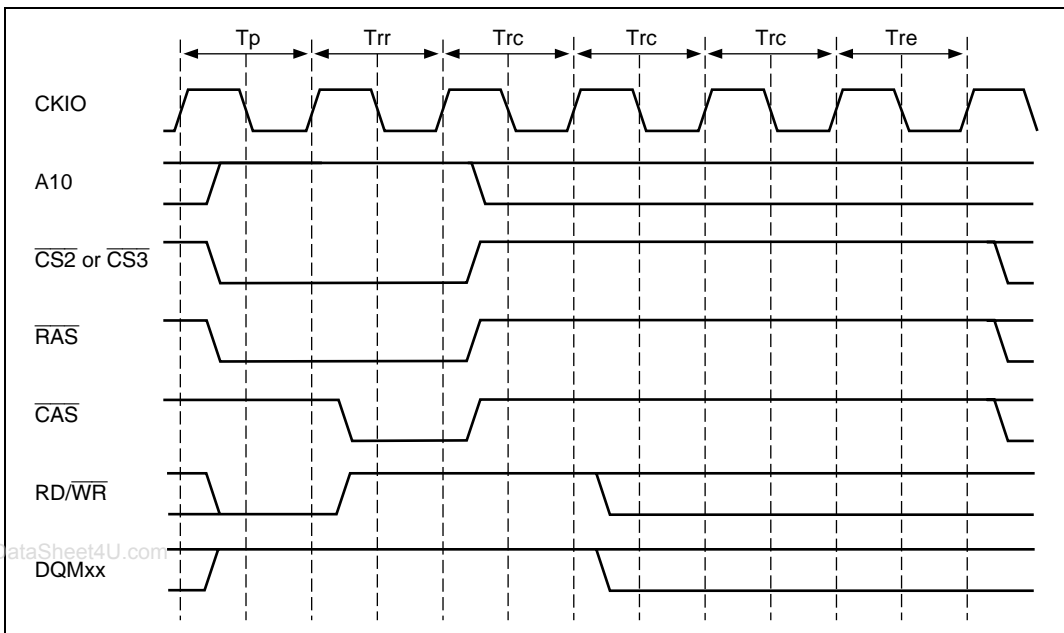 Tp Trr Trc Trc Trc Tre
CKIO
A10
CS2 or CS3
RAS
CAS
RD/WR
DataSheet4U.com
DQMxx